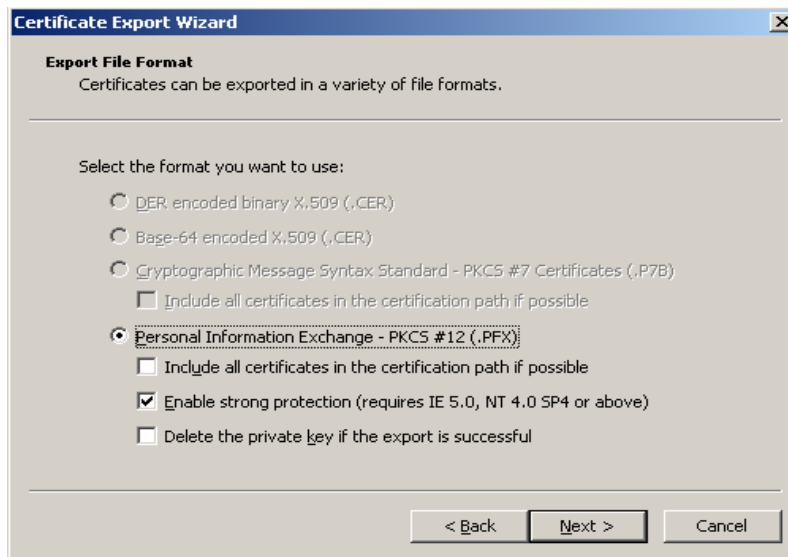 Certificate Export Wizard
Export File Format
Certificates can be exported in a variety of file formats.
Select the format you want to use:
DER encoded binary X.509 (.CER)
Base-64 encoded X.509 (.CER)
Cryptographic Message Syntax Standard - PKCS #7 Certificates (.P7B)
Include all certificates in the certification path if possible
Personal Information Exchange - PKCS #12 (.PFX)
Include all certificates in the certification path if possible
Enable strong protection (requires IE 5.0, NT 4.0 SP4 or above)
Delete the private key if the export is successful
< Back Next > Cancel